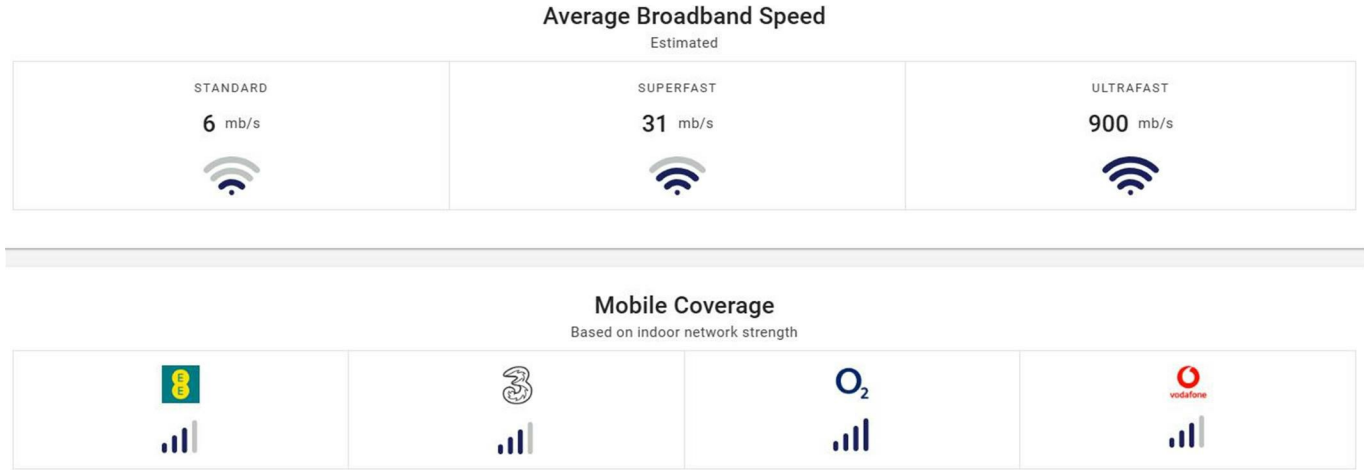 Average Broadband Speed
Estimated
STANDARD
SUPERFAST
ULTRAFAST
6 mb/s
31 mb/s
900 mb/s
Mobile Coverage
Based on indoor network strength
E
E
3
O2
vodafone